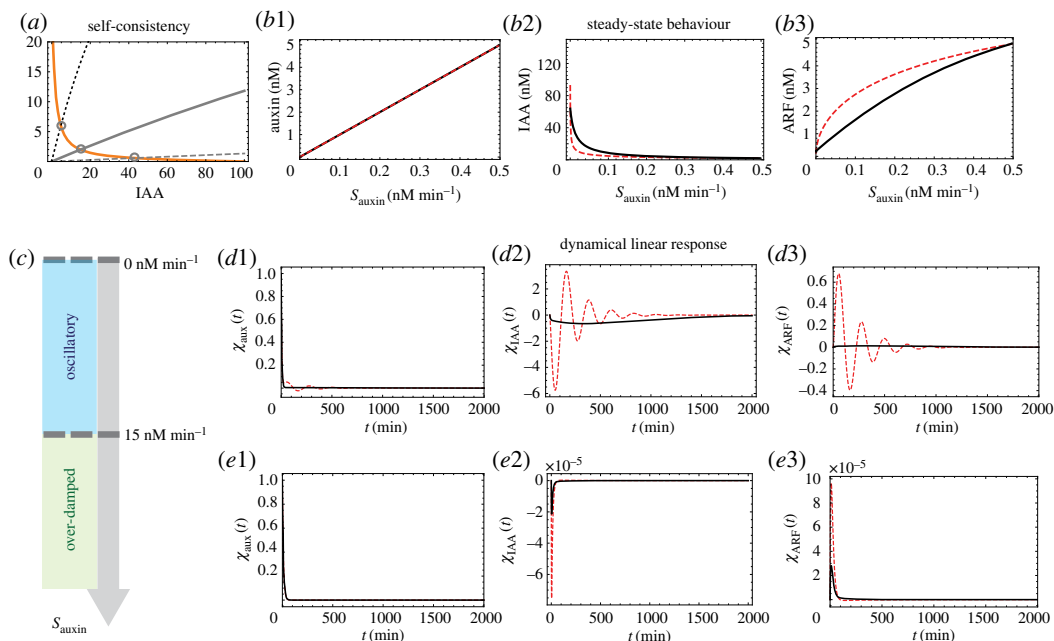 (a) self-consistency
20
15
10
5
0 20 40 60 80 100
IAA
(b1)
auxin (nM)
5
4
3
2
1
0 0.1 0.2 0.3 0.4 0.5
S_auxin (nM min⁻¹)
(b2) steady-state behaviour
IAA (nM)
120
80
40
0 0.1 0.2 0.3 0.4 0.5
S_auxin (nM min⁻¹)
(b3)
ARF (nM)
5
4
3
2
1
0 0.1 0.2 0.3 0.4 0.5
S_auxin (nM min⁻¹)
(c)
0 nM min⁻¹
oscillatory
15 nM min⁻¹
over-damped
S_auxin
(d1)
χ_aux(t)
1.0
0.8
0.6
0.4
0.2
0 500 1000 1500 2000
t (min)
(d2) dynamical linear response
χ_IAA(t)
2
0
−2
−4
−6
0 500 1000 1500 2000
t (min)
(d3)
χ_ARF(t)
0.6
0.4
0.2
0
−0.2
−0.4
0 500 1000 1500 2000
t (min)
(e1)
χ_aux(t)
1.0
0.8
0.6
0.4
0.2
0 500 1000 1500 2000
t (min)
(e2)
×10⁻⁵
χ_IAA(t)
0
−2
−4
−6
0 500 1000 1500 2000
t (min)
(e3)
×10⁻⁵
χ_ARF(t)
10
8
6
4
2
0
0 500 1000 1500 2000
t (min)